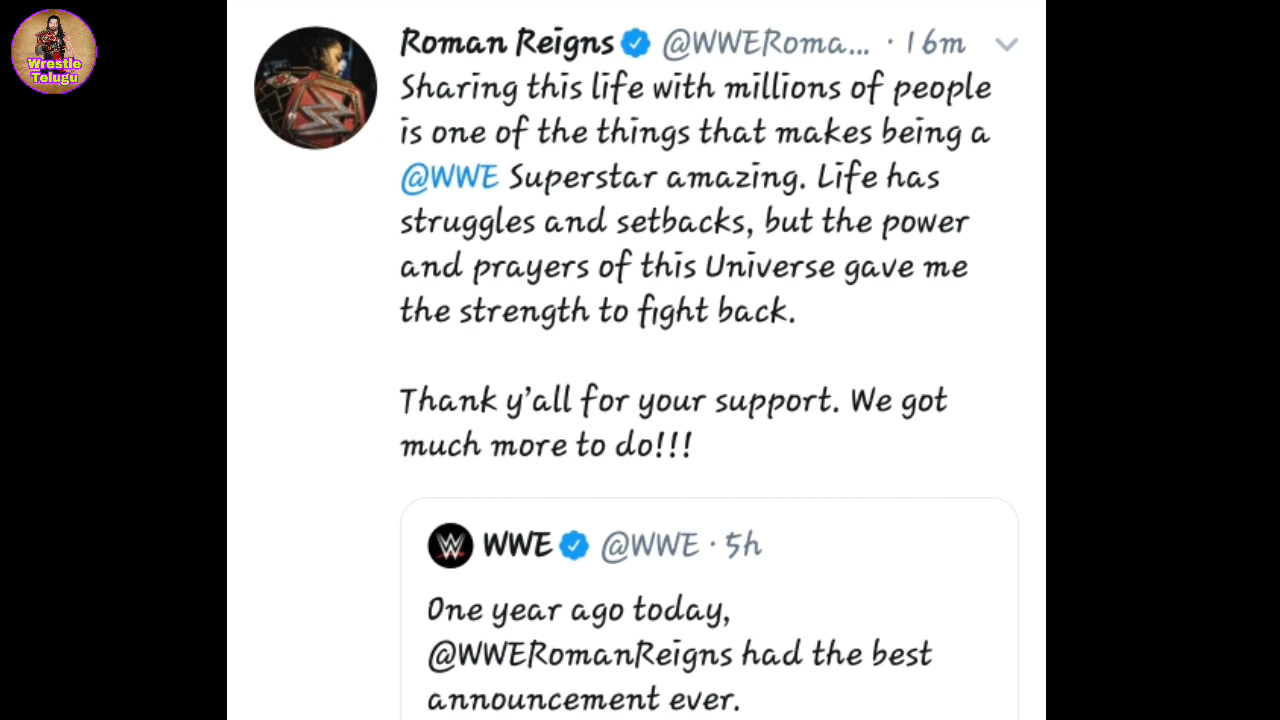 Wrestle
Telugu
Roman Reigns @WWERoma... · 16m
Sharing this life with millions of people
is one of the things that makes being a
@WWE Superstar amazing. Life has
struggles and setbacks, but the power
and prayers of this Universe gave me
the strength to fight back.
Thank y’all for your support. We got
much more to do!!!
WWE @WWE · 5h
One year ago today,
@WWERomanReigns had the best
announcement ever.